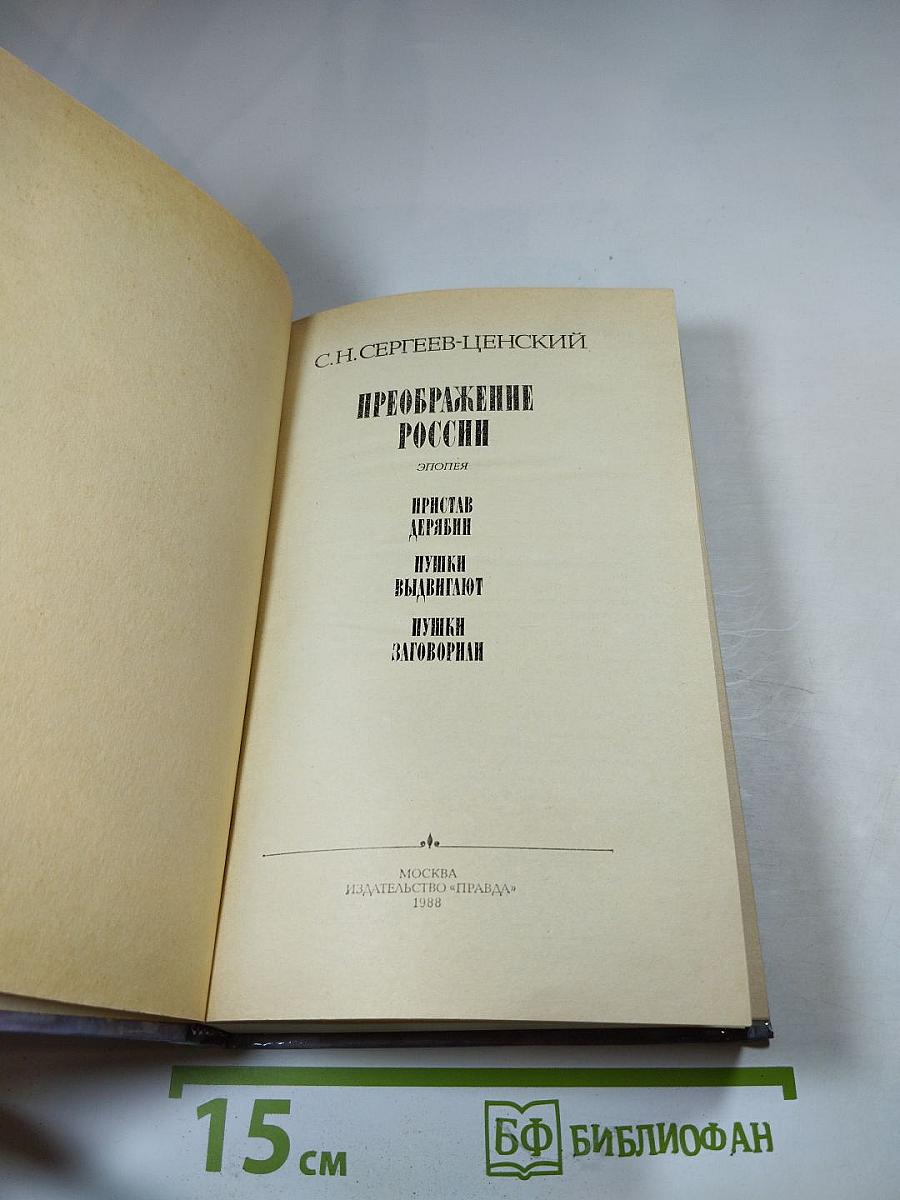 С.Н.СЕРГЕЕВ-ЦЕНСКИЙ
ПРЕОБРАЖЕНИЕ
РОССИИ
ЭПОПЕЯ
ПРИСТАВ
ДЕРЯБИН
ПУШКИ
ВЫДВИГАЮТ
ПУШКИ
ЗАГОВОРИЛИ
МОСКВА
ИЗДАТЕЛЬСТВО «ПРАВДА»
1988
15 см
БФ БИБЛИОФАН